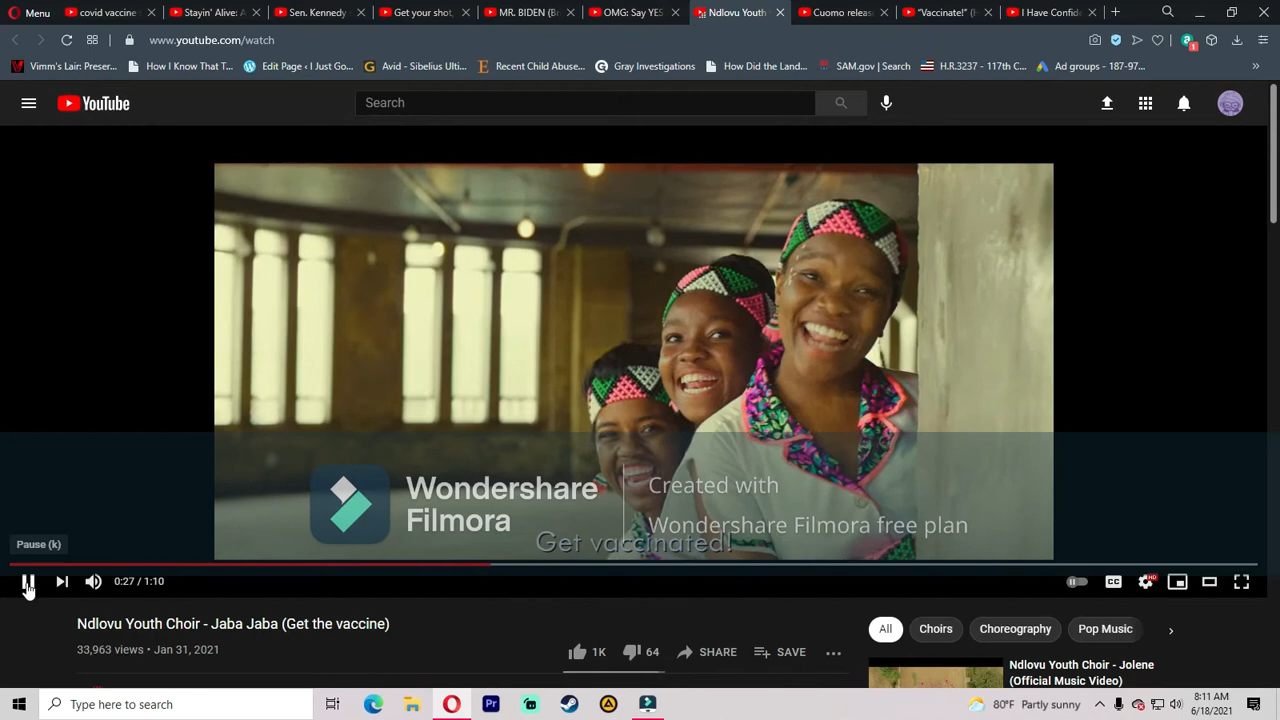 Menu
covid vaccine
Stayin' Alive:
Sen. Kennedy
Get your shot,
MR. BIDEN (B
OMG: Say YES
Ndlovu Youth
Cuomo releas
"Vaccinate!" (H
I Have Confid
www.youtube.com/watch
1
Vimm's Lair: Preser...
How I Know That T...
Edit Page ‹ I Just Go...
Avid - Sibelius Ulti...
Recent Child Abuse...
Gray Investigations
How Did the Land...
SAM.gov | Search
H.R.3237 - 117th C...
Ad groups - 187-97...
YouTube
Search
Wondershare
Filmora
Created with
Wondershare Filmora free plan
Get vaccinated!
Pause (k)
0:27 / 1:10
CC
HD
Ndlovu Youth Choir - Jaba Jaba (Get the vaccine)
33,963 views • Jan 31, 2021
1K
64
SHARE
SAVE
All
Choirs
Choreography
Pop Music
Ndlovu Youth Choir - Jolene
(Official Music Video)
Type here to search
Pr
80°F Partly sunny
8:11 AM
6/18/2021